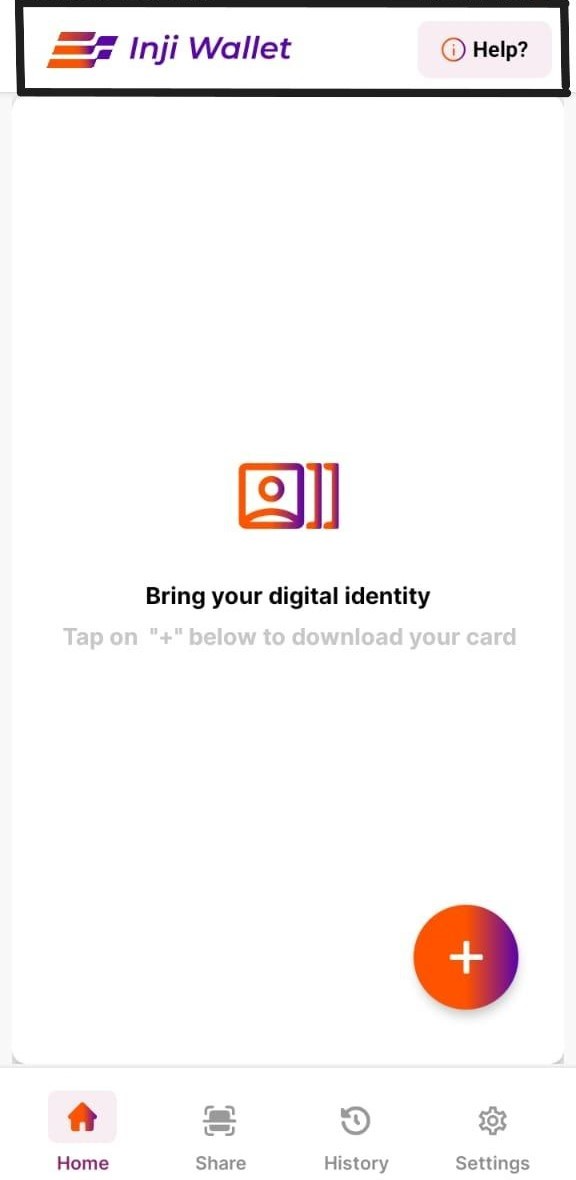 Inji Wallet
Help?
Bring your digital identity
Tap on "+" below to download your card
Home
Share
History
Settings